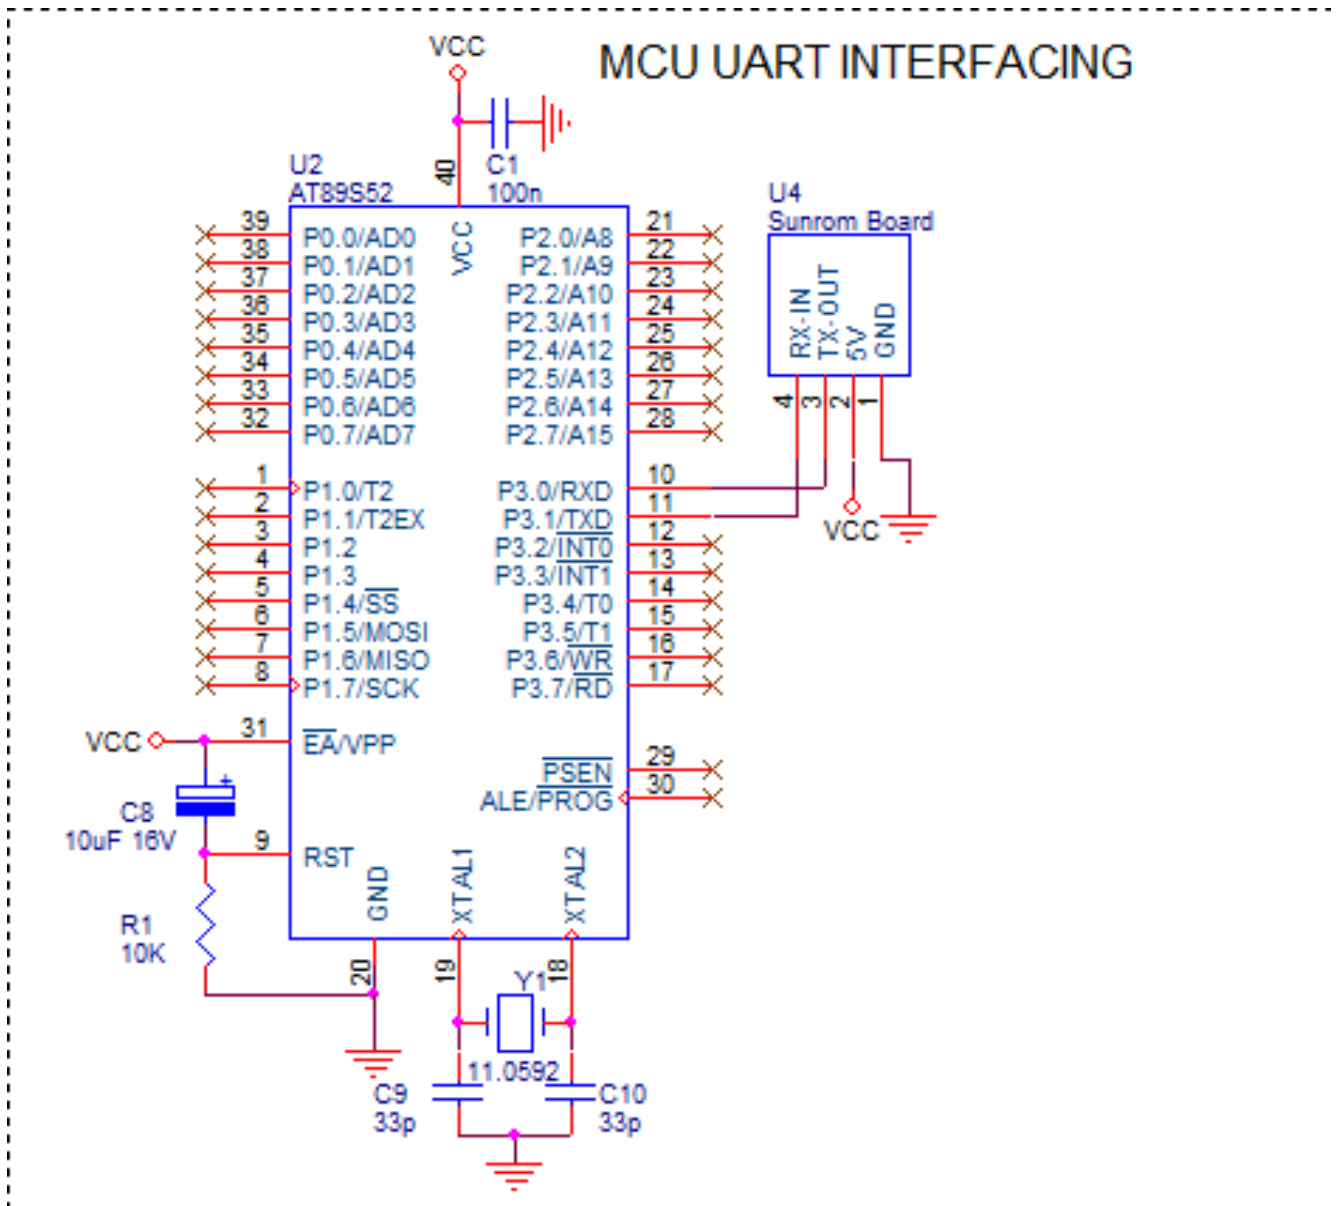 VCC
MCU UART INTERFACING
U2
AT89S52
40
C1
100n
U4
Sunrom Board
VCC
39 P0.0/AD0
38 P0.1/AD1
37 P0.2/AD2
36 P0.3/AD3
35 P0.4/AD4
34 P0.5/AD5
33 P0.6/AD6
32 P0.7/AD7
P2.0/A8 21
P2.1/A9 22
P2.2/A10 23
P2.3/A11 24
P2.4/A12 25
P2.5/A13 26
P2.6/A14 27
P2.7/A15 28
RX-IN
TX-OUT
5V
GND
4
3
2
1
1 P1.0/T2
2 P1.1/T2EX
3 P1.2
4 P1.3
5 P1.4/SS
6 P1.5/MOSI
7 P1.6/MISO
8 P1.7/SCK
P3.0/RXD 10
P3.1/TXD 11
P3.2/INT0 12
P3.3/INT1 13
P3.4/T0 14
P3.5/T1 15
P3.6/WR 16
P3.7/RD 17
VCC
VCC
31 EA/VPP
PSEN 29
ALE/PROG 30
+
C8
10uF 16V
9 RST
GND
XTAL1
XTAL2
R1
10K
20
19
18
Y1
11.0592
C9
33p
C10
33p